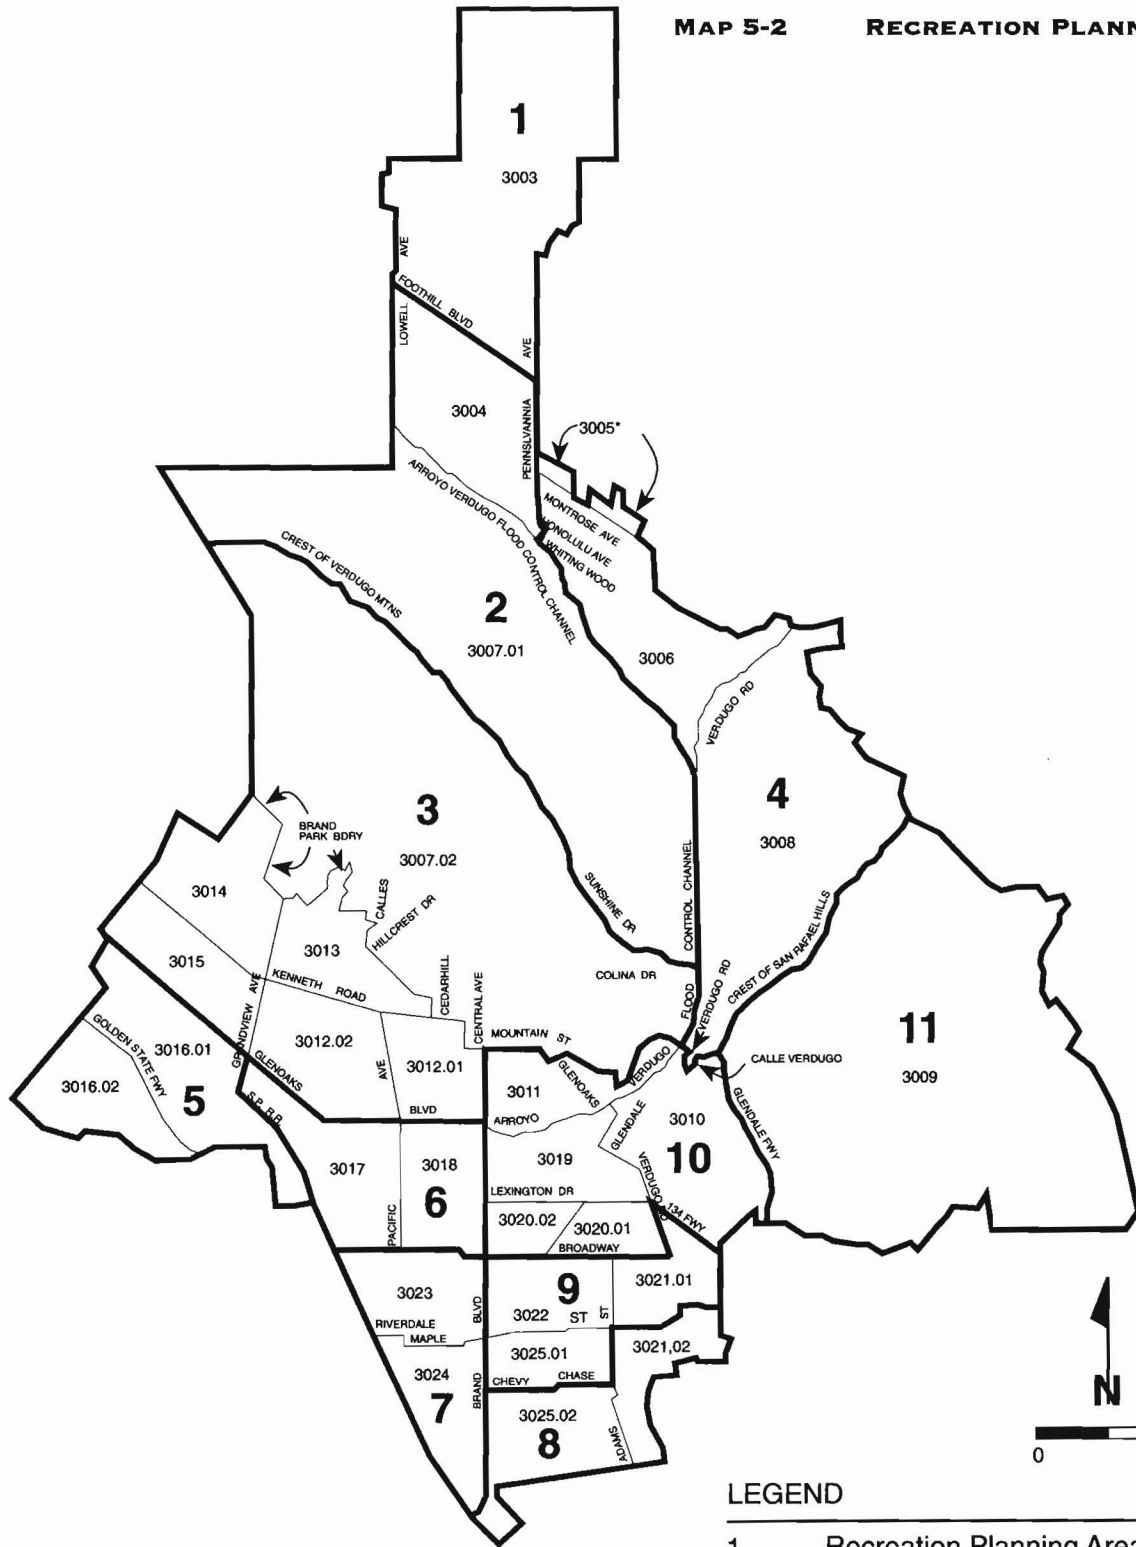 MAP 5-2 RECREATION PLANN
1
3003
AVE
FOOTHILL BLVD
LOWELL
AVE
3004
PENNSLVANNIA
3005*
ARROYO VERDUGO FLOOD CONTROL CHANNEL
MONTROSE AVE
HONOLULU AVE
WHITING WOOD
CREST OF VERDUGO MTNS
2
3007.01
3006
VERDUGO RD
4
3008
3
3007.02
BRAND
PARK BDRY
3014
CALLES
HILLCREST DR
SUNSHINE DR
CONTROL CHANNEL
FLOOD
CREST OF SAN RAFAEL HILLS
3013
3015
KENNETH ROAD
CEDARHILL
CENTRAL AVE
COLINA DR
VERDUGO RD
11
3009
GRANDVIEW AVE
MOUNTAIN ST
CALLE VERDUGO
GOLDEN STATE FWY
3016.01
GLENOAKS
3012.02
AVE
3012.01
BLVD
3011
GLENOAKS
VERDUGO
ARROYO
3016.02
5
S.P. R.R.
GLENDALE
3010
10
GLENDALE FWY
3017
3018
6
PACIFIC
3019
LEXINGTON DR
VERDUGO RD
134 FWY
3020.02
3020.01
BROADWAY
9
3021.01
3023
BLVD
3022
ST
ST
RIVERDALE
MAPLE
3025.01
3021,02
3024
7
BRAND
CHEVY CHASE
3025.02
8
ADAMS
N
0
LEGEND
1 Recreation Planning Area